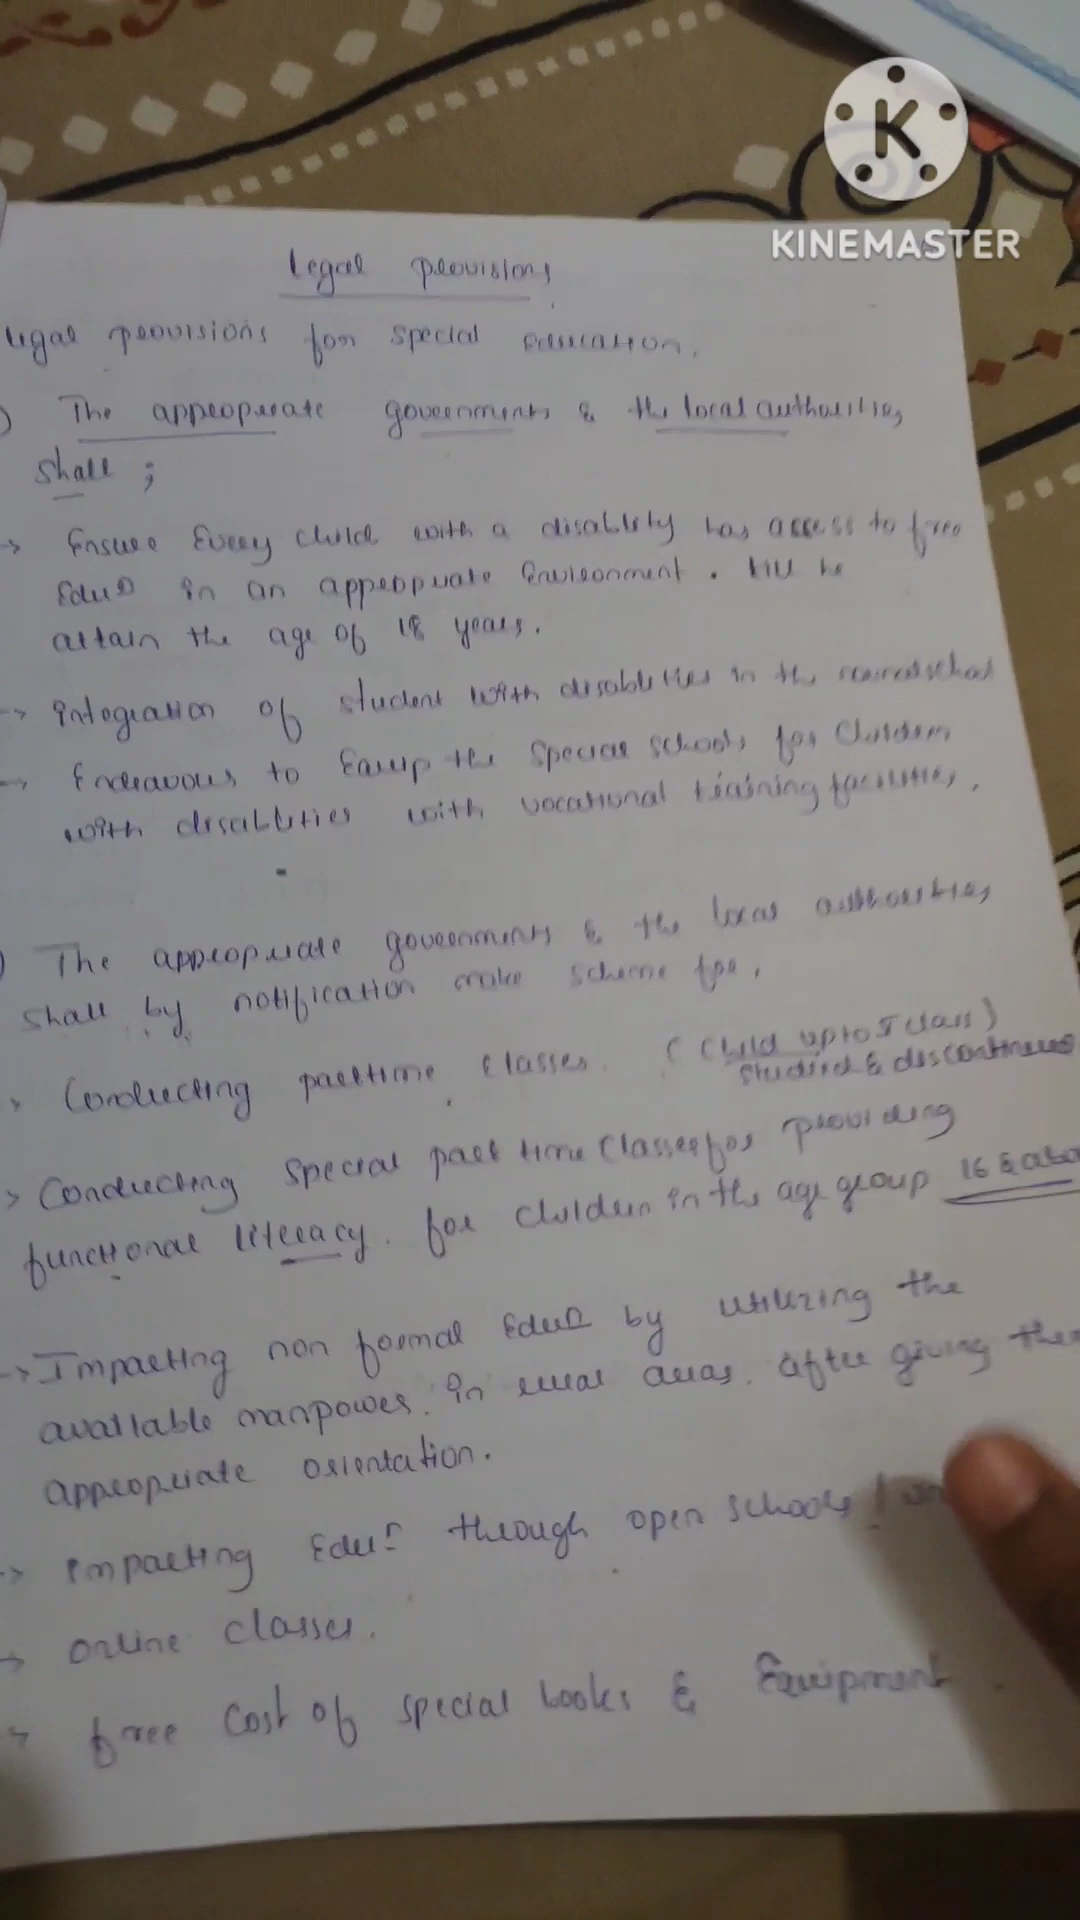 KINEMASTER
Legal provisions
Legal provisions for special Education.
The appropriate governments & the local authorities
shall ;
→ Ensure Every child with a disability has access to free
Edun in an appropriate Environment. till he
attain the age of 18 years.
→ integration of student with disabilities in the normal school
→ Endeavours to Equip the special schools for children
with disabilities with vocational training facilities,
The appropriate governments & the local authorities
shall by notification make scheme for,
> Conducting parttime classes. (Child upto 5 class)
studied & discontinued
> Conducting special part time classes for providing
functional literacy. for children in the age group 16 &
→ Imparting non formal Edun by utilizing the
available manpower. in rural areas. after giving
appropriate orientation.
→ imparting Edun through open schools /
→ online classes.
→ free cost of special books & Equipment.